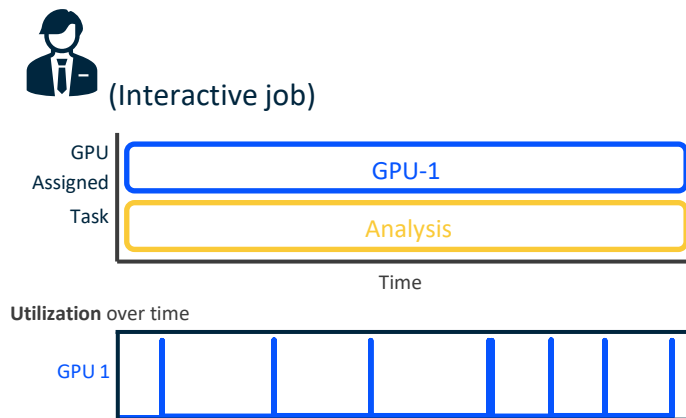 (Interactive job)
GPU
Assigned
GPU-1
Task
Analysis
Time
Utilization over time
GPU 1